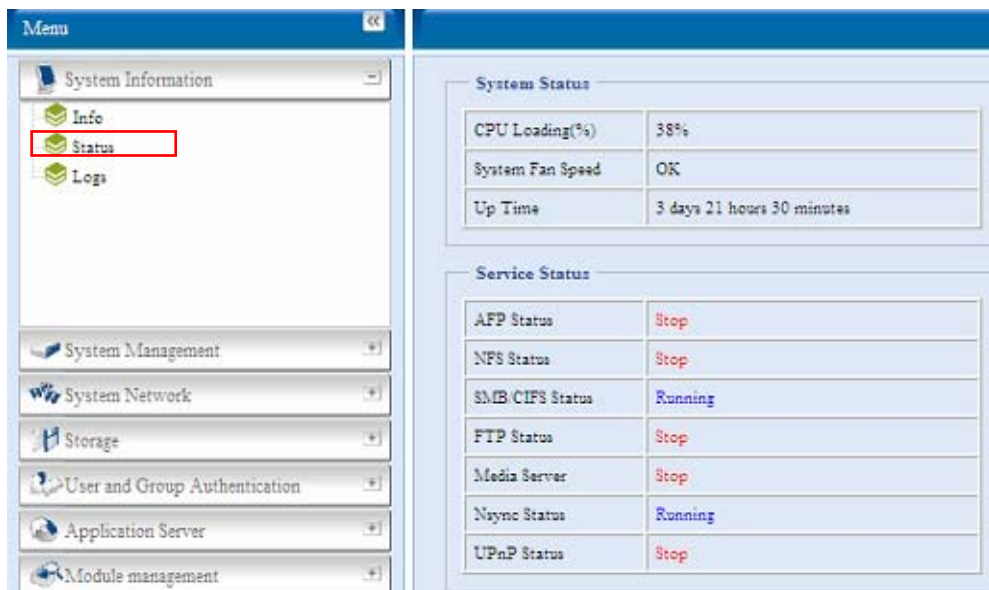 Menu
System Information
Info
Status
Logs
System Management
System Network
Storage
User and Group Authentication
Application Server
Module management
System Status
CPU Loading(%) 38%
System Fan Speed OK
Up Time 3 days 21 hours 30 minutes
Service Status
AFP Status Stop
NFS Status Stop
SMB/CIFS Status Running
FTP Status Stop
Media Server Stop
Nsync Status Running
UPnP Status Stop